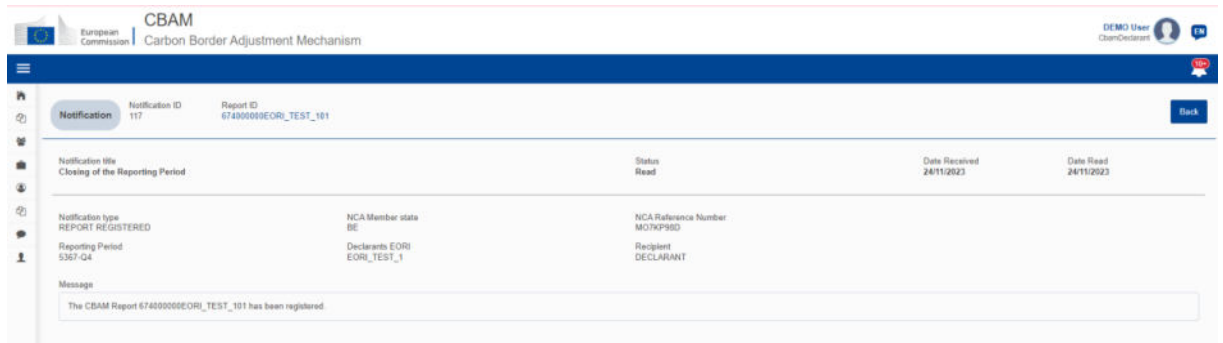 European
Commission
CBAM
Carbon Border Adjustment Mechanism
DEMO User
CbamDeclarant
EN
10+
Notification
Notification ID
117
Report ID
674000000EORI_TEST_101
Back
Notification title
Closing of the Reporting Period
Status
Read
Date Received
24/11/2023
Date Read
24/11/2023
Notification type
REPORT REGISTERED
NCA Member state
BE
NCA Reference Number
MO7KP98D
Reporting Period
5367-Q4
Declarants EORI
EORI_TEST_1
Recipient
DECLARANT
Message
The CBAM Report 674000000EORI_TEST_101 has been registered.